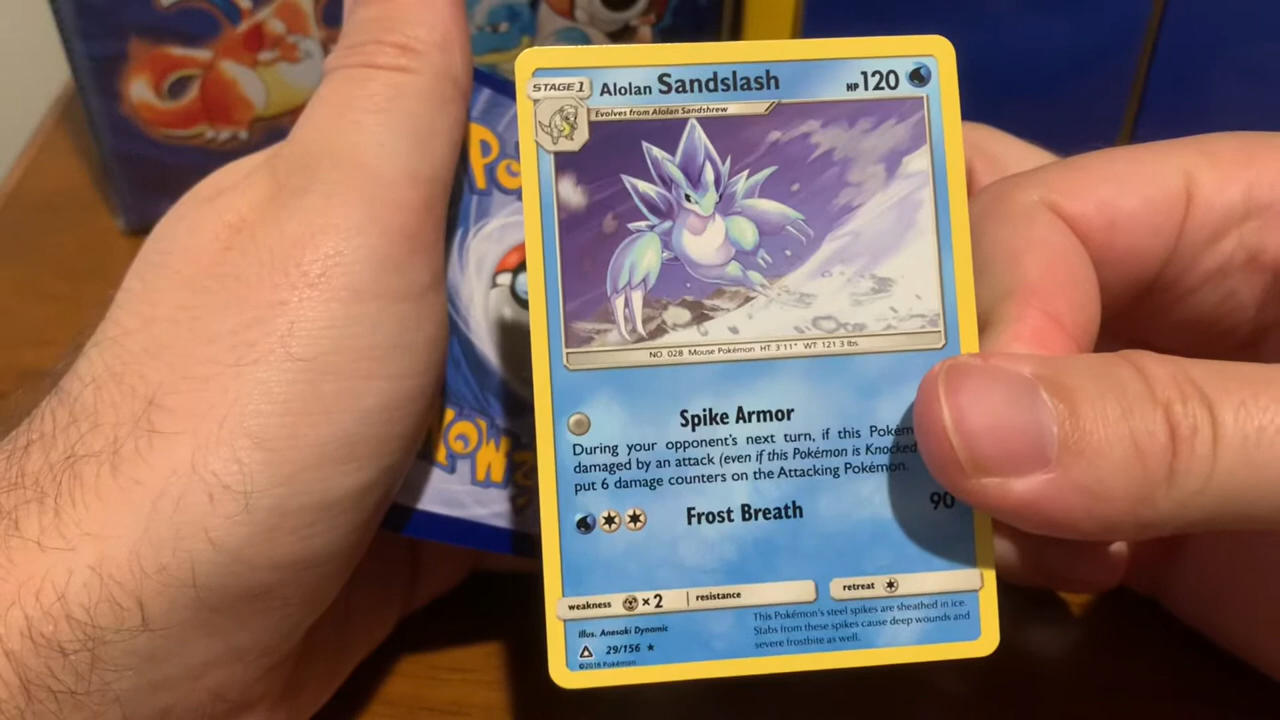 STAGE 1 Alolan Sandslash HP 120
Evolves from Alolan Sandshrew
NO. 028 Mouse Pokémon HT: 3'11" WT: 121.3 lbs
Spike Armor
During your opponent's next turn, if this Pokém
damaged by an attack (even if this Pokémon is Knocked
put 6 damage counters on the Attacking Pokémon.
Frost Breath 90
weakness ×2 resistance retreat
This Pokémon's steel spikes are sheathed in ice.
Stabs from these spikes cause deep wounds and
severe frostbite as well.
Illus. Anesaki Dynamic
29/156 ★
©2018 Pokémon